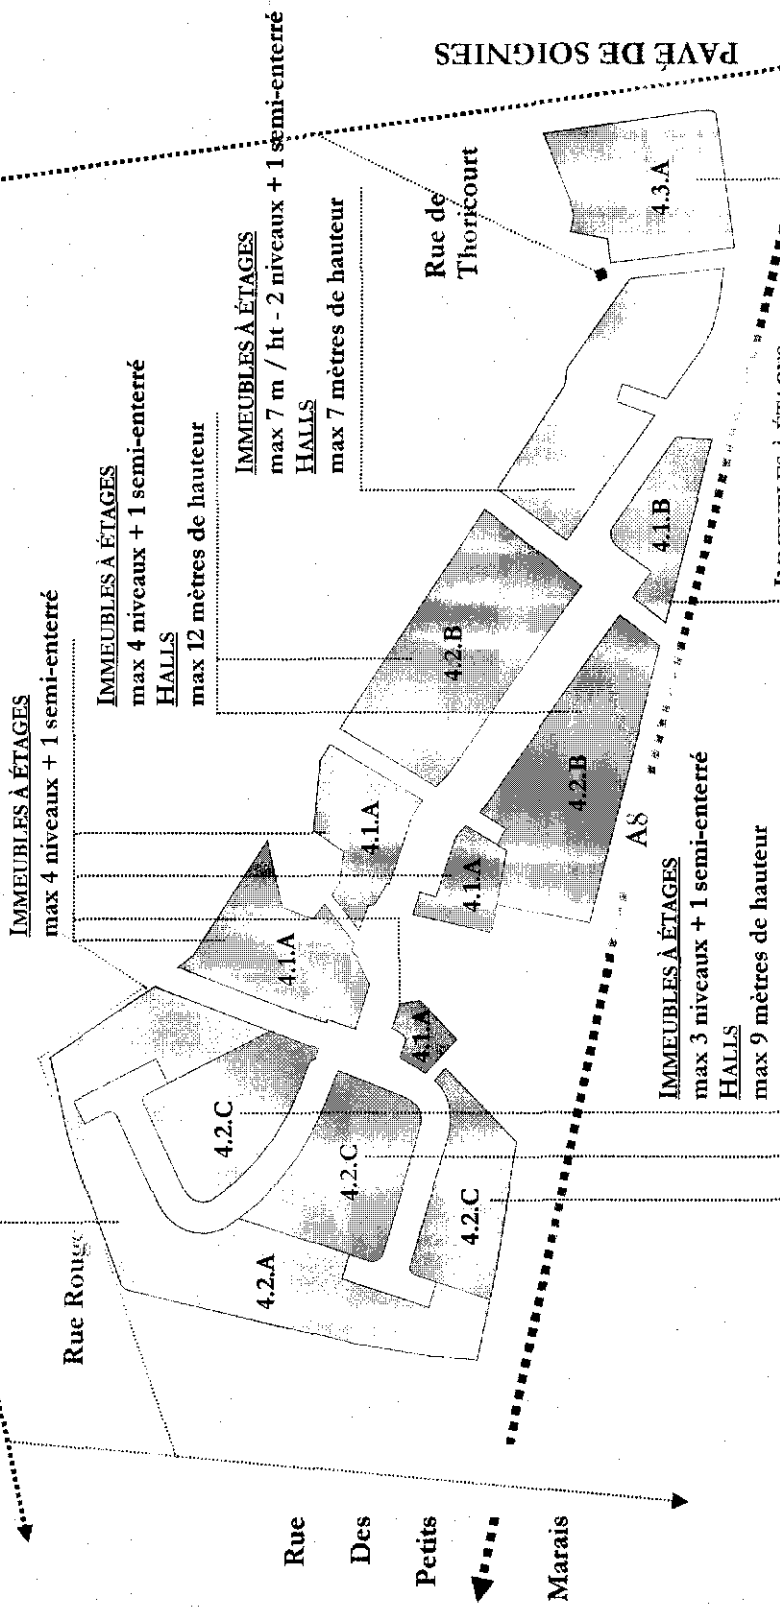 PAVÉ DE SOIGNIES
IMMEUBLES À ÉTAGES
max 4 niveaux + 1 semi-enterré
IMMEUBLES À ÉTAGES
max 4 niveaux + 1 semi-enterré
HALLS
max 12 mètres de hauteur
IMMEUBLES À ÉTAGES
max 7 m / ht - 2 niveaux + 1 semi-enterré
HALLS
max 7 mètres de hauteur
Rue de
Thoricourt
4.3.A
4.1.B
4.2.B
4.2.B
4.1.A
4.1.A
4.1.A
4.1.A
4.2.C
4.2.C
4.2.C
4.2.A
A8
Rue Rouge
IMMEUBLES À ÉTAGES
max 3 niveaux + 1 semi-enterré
HALLS
max 9 mètres de hauteur
IMMEUBLES À ÉTAGES
Rue
Des
Petits
Marais